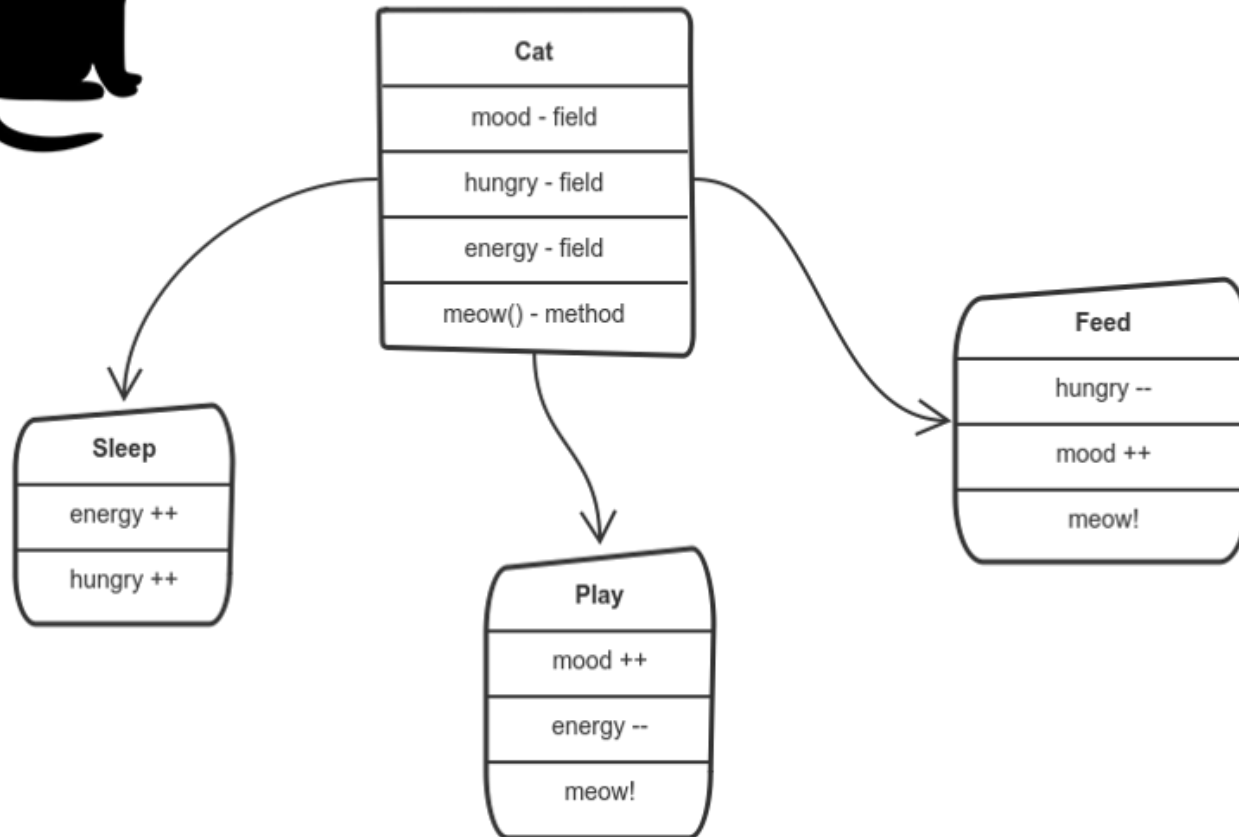 Cat
mood - field
hungry - field
energy - field
meow() - method
Sleep
energy ++
hungry ++
Play
mood ++
energy --
meow!
Feed
hungry --
mood ++
meow!